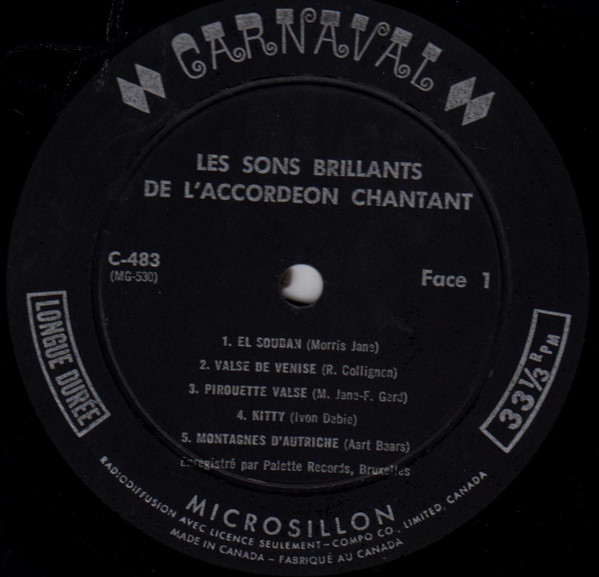 CARNAVAL
LES SONS BRILLANTS
DE L'ACCORDEON CHANTANT
C-483
(MG-530)
Face 1
LONGUE DURÉE
33⅓ RPM
1. EL SOUDAN (Morris Jane)
2. VALSE DE VENISE (R. Collignon)
3. PIROUETTE VALSE (M. Jane-F. Gard)
4. KITTY (Ivon Dabie)
5. MONTAGNES D'AUTRICHE (Aart Baars)
Enregistré par Palette Records, Bruxelles
MICROSILLON
RADIODIFFUSION AVEC LICENCE SEULEMENT—COMPO CO., LIMITED, CANADA
MADE IN CANADA – FABRIQUÉ AU CANADA